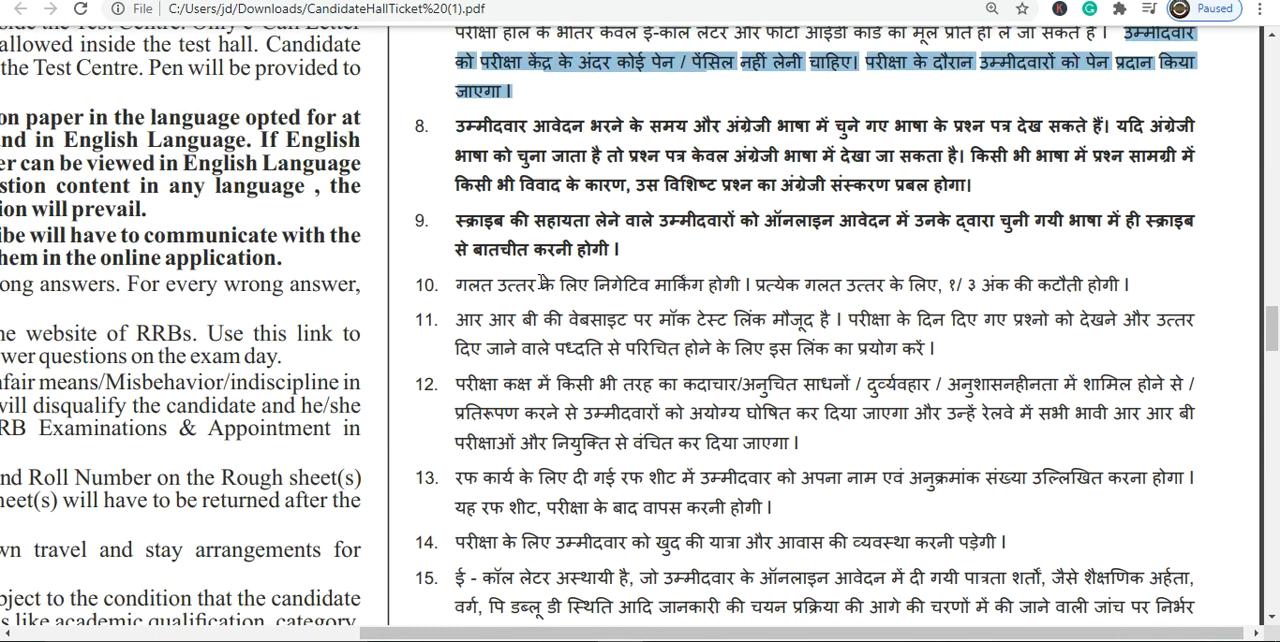 File C:/Users/jd/Downloads/CandidateHallTicket%20(1).pdf Paused
allowed inside the test hall. Candidate
the Test Centre. Pen will be provided to
on paper in the language opted for at
nd in English Language. If English
er can be viewed in English Language
stion content in any language , the
ion will prevail.
ibe will have to communicate with the
hem in the online application.
ong answers. For every wrong answer,
he website of RRBs. Use this link to
wer questions on the exam day.
nfair means/Misbehavior/indiscipline in
will disqualify the candidate and he/she
RB Examinations & Appointment in
nd Roll Number on the Rough sheet(s)
heet(s) will have to be returned after the
wn travel and stay arrangements for
bject to the condition that the candidate
s like academic qualification, category,
परीक्षा हॉल के भीतर केवल ई-कॉल लेटर और फोटो आइडी कार्ड की मूल प्रति ही ले जा सकते हैं । उम्मीदवार
को परीक्षा केंद्र के अंदर कोई पेन / पेंसिल नहीं लेनी चाहिए। परीक्षा के दौरान उम्मीदवारों को पेन प्रदान किया
जाएगा ।
8. उम्मीदवार आवेदन भरने के समय और अंग्रेजी भाषा में चुने गए भाषा के प्रश्न पत्र देख सकते हैं। यदि अंग्रेजी
भाषा को चुना जाता है तो प्रश्न पत्र केवल अंग्रेजी भाषा में देखा जा सकता है। किसी भी भाषा में प्रश्न सामग्री में
किसी भी विवाद के कारण, उस विशिष्ट प्रश्न का अंग्रेजी संस्करण प्रबल होगा।
9. स्क्राइब की सहायता लेने वाले उम्मीदवारों को ऑनलाइन आवेदन में उनके द्वारा चुनी गयी भाषा में ही स्क्राइब
से बातचीत करनी होगी ।
10. गलत उत्तर के लिए निगेटिव मार्किंग होगी । प्रत्येक गलत उत्तर के लिए, १/ ३ अंक की कटौती होगी ।
11. आर आर बी की वेबसाइट पर मॉक टेस्ट लिंक मौजूद है । परीक्षा के दिन दिए गए प्रश्नो को देखने और उत्तर
दिए जाने वाले पध्दति से परिचित होने के लिए इस लिंक का प्रयोग करें ।
12. परीक्षा कक्ष में किसी भी तरह का कदाचार/अनुचित साधनों / दुर्व्यवहार / अनुशासनहीनता में शामिल होने से /
प्रतिरूपण करने से उम्मीदवारों को अयोग्य घोषित कर दिया जाएगा और उन्हें रेलवे में सभी भावी आर आर बी
परीक्षाओं और नियुक्ति से वंचित कर दिया जाएगा ।
13. रफ कार्य के लिए दी गई रफ शीट में उम्मीदवार को अपना नाम एवं अनुक्रमांक संख्या उल्लिखित करना होगा ।
यह रफ शीट, परीक्षा के बाद वापस करनी होगी ।
14. परीक्षा के लिए उम्मीदवार को खुद की यात्रा और आवास की व्यवस्था करनी पड़ेगी ।
15. ई - कॉल लेटर अस्थायी है, जो उम्मीदवार के ऑनलाइन आवेदन में दी गयी पात्रता शर्तों, जैसे शैक्षणिक अर्हता,
वर्ग, पि डब्लू डी स्थिति आदि जानकारी की चयन प्रक्रिया की आगे की चरणों में की जाने वाली जांच पर निर्भर